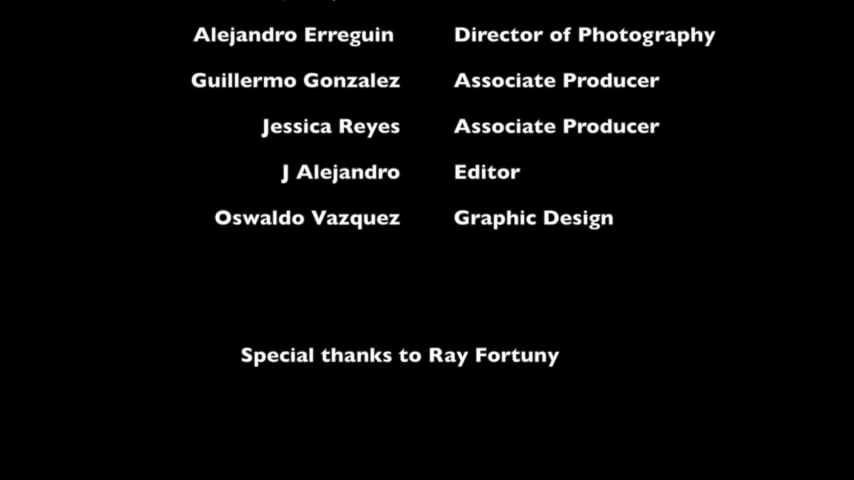 Alejandro Erreguin Director of Photography
Guillermo Gonzalez Associate Producer
Jessica Reyes Associate Producer
J Alejandro Editor
Oswaldo Vazquez Graphic Design
Special thanks to Ray Fortuny